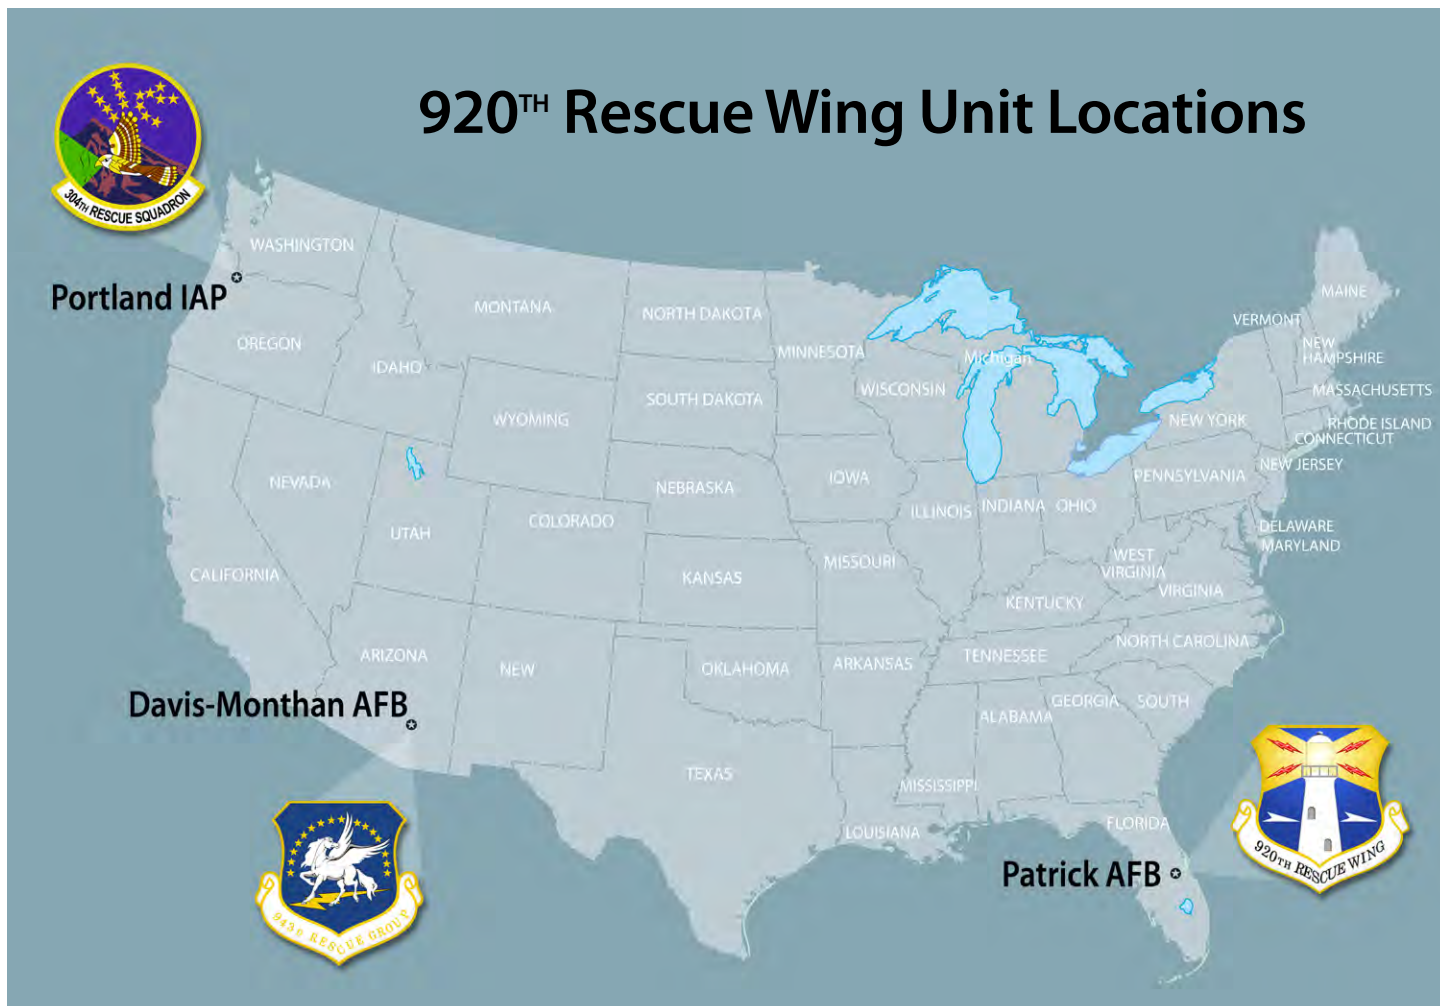 920TH Rescue Wing Unit Locations
304TH RESCUE SQUADRON
WASHINGTON
Portland IAP
MONTANA
NORTH DAKOTA
MAINE
VERMONT
OREGON
IDAHO
MINNESOTA
Michigan
NEW
HAMPSHIRE
WISCONSIN
MASSACHUSETTS
SOUTH DAKOTA
WYOMING
NEW YORK
RHODE ISLAND
CONNECTICUT
NEVADA
NEBRASKA
IOWA
PENNSYLVANIA
NEW JERSEY
ILLINOIS
INDIANA
OHIO
UTAH
COLORADO
DELAWARE
MARYLAND
CALIFORNIA
KANSAS
MISSOURI
WEST
VIRGINIA
VIRGINIA
KENTUCKY
ARIZONA
NEW
OKLAHOMA
ARKANSAS
TENNESSEE
NORTH CAROLINA
Davis-Monthan AFB
ALABAMA
GEORGIA
SOUTH
TEXAS
MISSISSIPPI
LOUISIANA
FLORIDA
Patrick AFB
920TH RESCUE WING
943D RESCUE GROUP